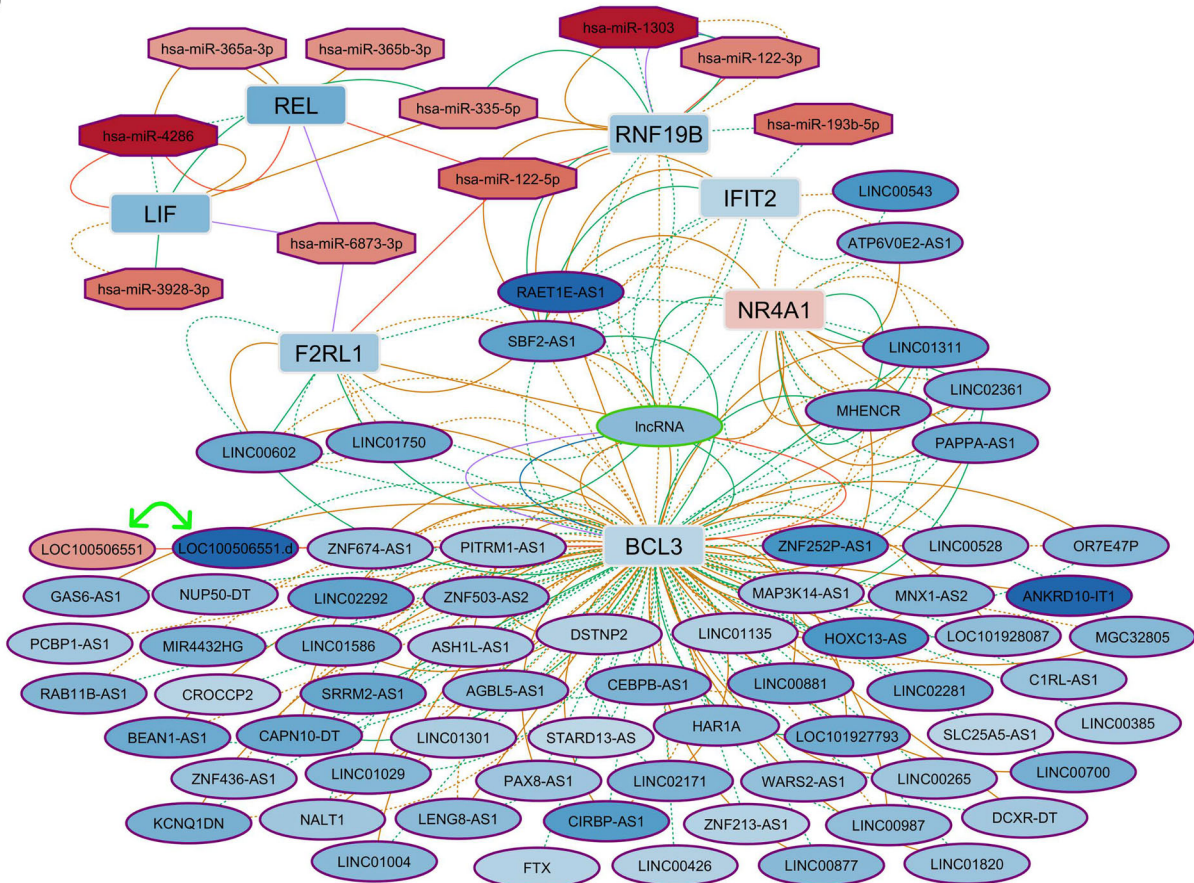 hsa-miR-1303
hsa-miR-365a-3p
hsa-miR-365b-3p
hsa-miR-122-3p
REL
hsa-miR-335-5p
hsa-miR-4286
RNF19B
hsa-miR-193b-5p
hsa-miR-122-5p
IFIT2
LINC00543
LIF
hsa-miR-6873-3p
ATP6V0E2-AS1
hsa-miR-3928-3p
RAET1E-AS1
NR4A1
SBF2-AS1
F2RL1
LINC01311
LINC02361
MHENCR
lncRNA
LINC00602
LINC01750
PAPPA-AS1
LOC100506551
LOC100506551.d
ZNF674-AS1
PITRM1-AS1
BCL3
ZNF252P-AS1
LINC00528
OR7E47P
GAS6-AS1
NUP50-DT
LINC02292
ZNF503-AS2
MAP3K14-AS1
MNX1-AS2
ANKRD10-IT1
PCBP1-AS1
MIR4432HG
LINC01586
ASH1L-AS1
DSTNP2
LINC01135
HOXC13-AS
LOC101928087
MGC32805
RAB11B-AS1
CROCCP2
SRRM2-AS1
AGBL5-AS1
CEBPB-AS1
LINC00881
LINC02281
C1RL-AS1
BEAN1-AS1
CAPN10-DT
LINC01301
STARD13-AS
HAR1A
LOC101927793
SLC25A5-AS1
LINC00385
ZNF436-AS1
LINC01029
PAX8-AS1
LINC02171
WARS2-AS1
LINC00265
LINC00700
KCNQ1DN
NALT1
LENG8-AS1
CIRBP-AS1
ZNF213-AS1
LINC00987
DCXR-DT
LINC01004
FTX
LINC00426
LINC00877
LINC01820